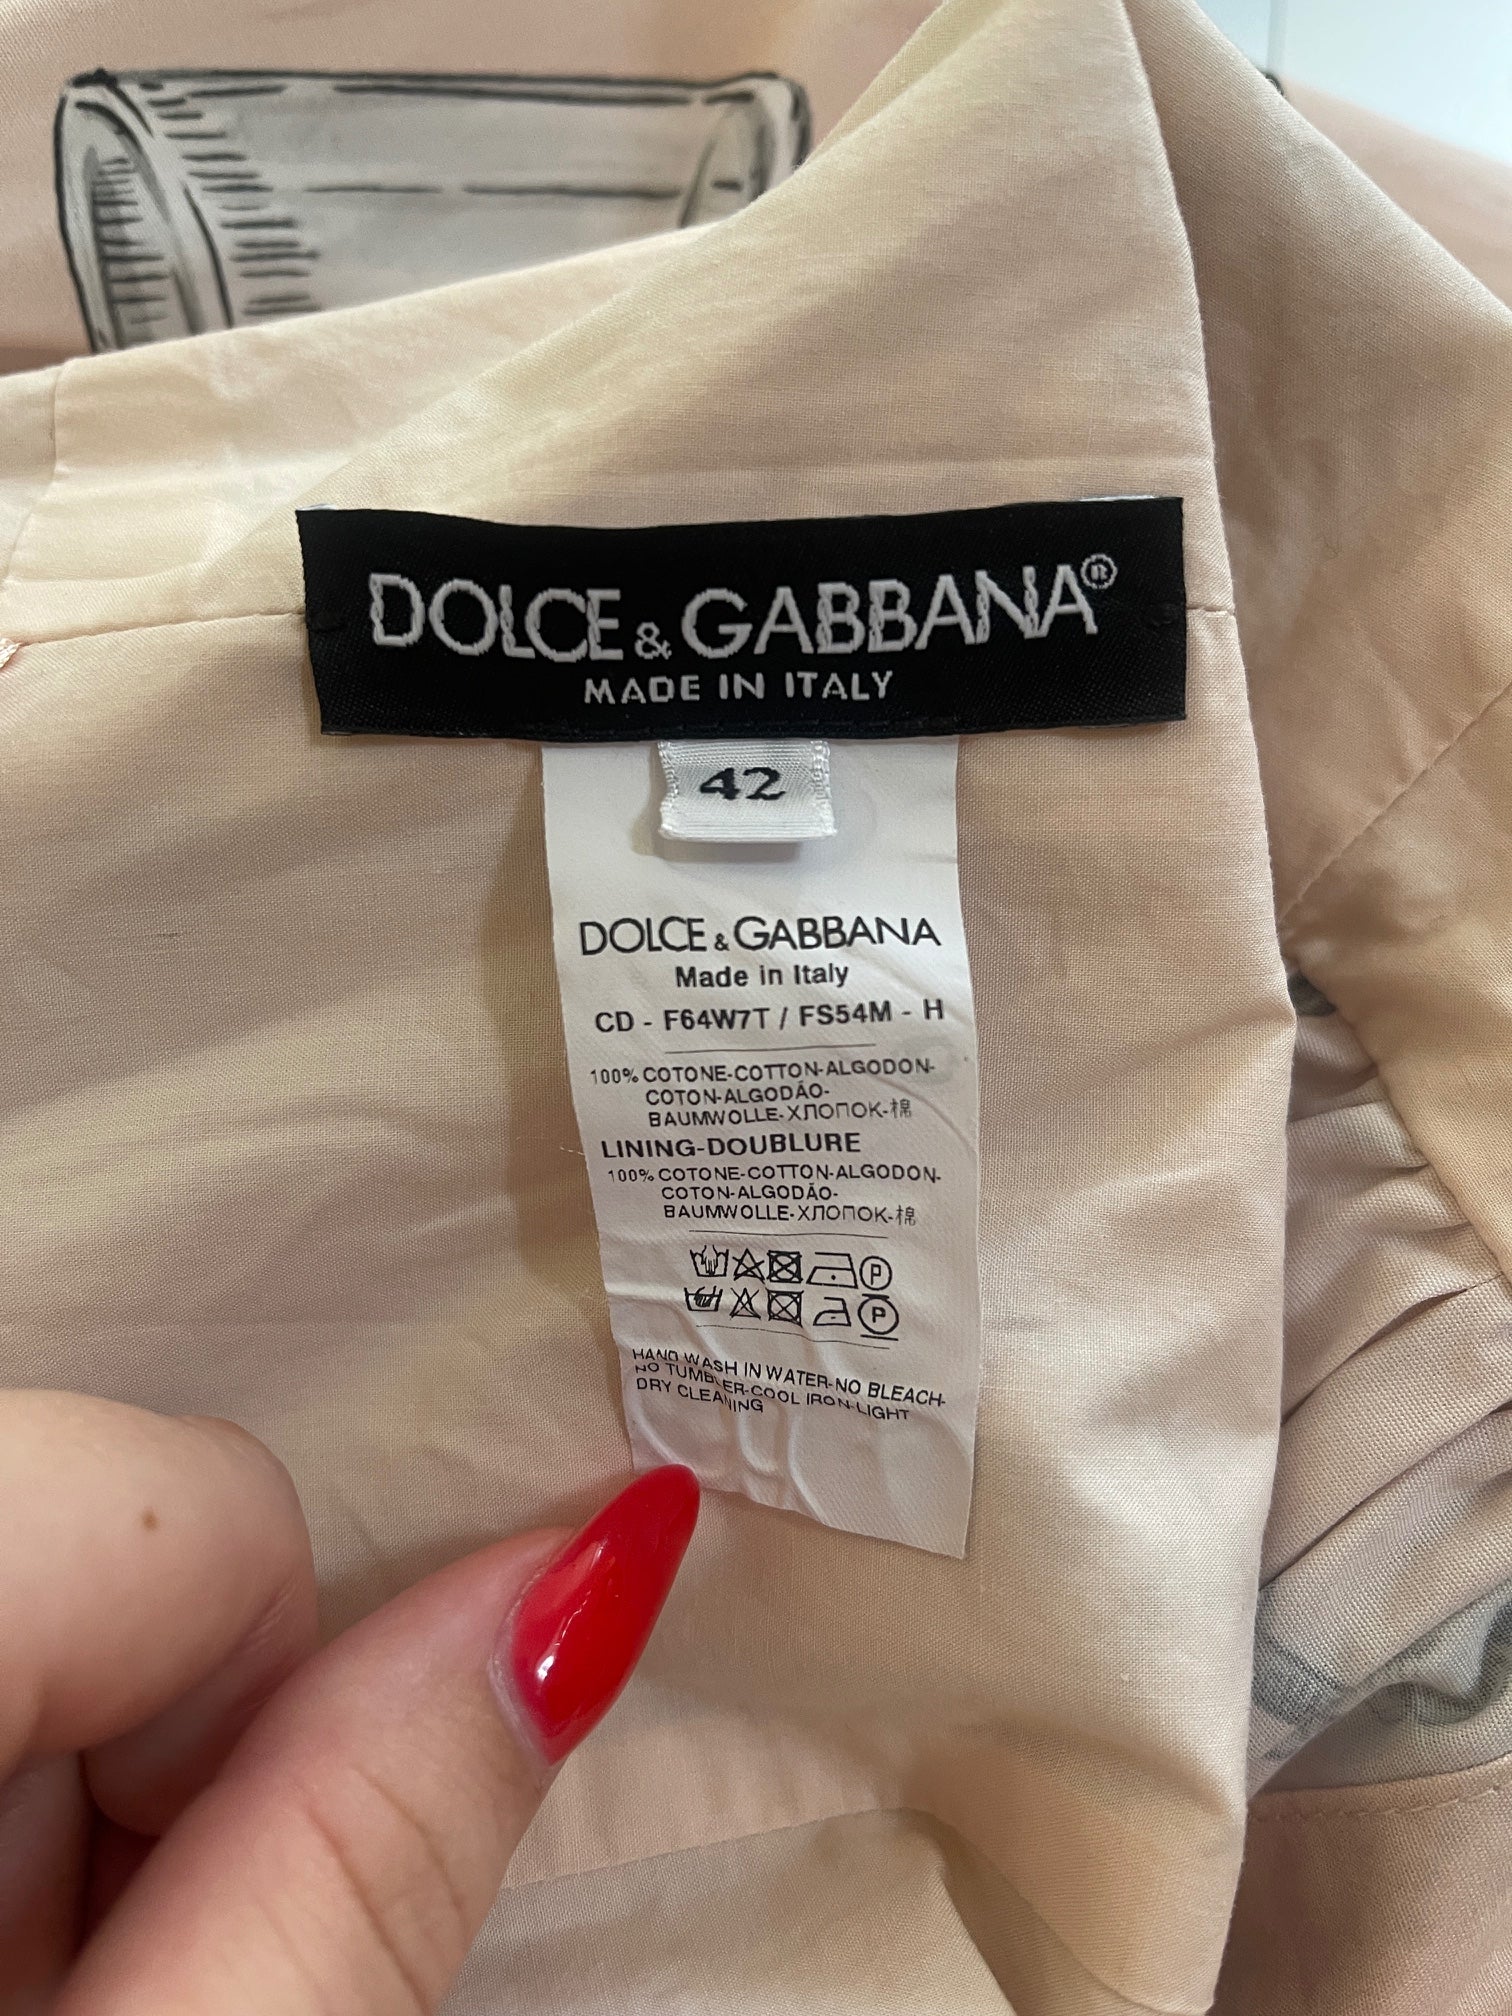 DOLCE & GABBANA®
MADE IN ITALY
42
DOLCE & GABBANA
Made in Italy
CD - F64W7T / FS54M - H
100% COTONE-COTTON-ALGODON-
COTON-ALGODÃO-
BAUMWOLLE-ХЛОПОК-棉
LINING-DOUBLURE
100% COTONE-COTTON-ALGODON-
COTON-ALGODÃO-
BAUMWOLLE-ХЛОПОК-棉
P
P
HAND WASH IN WATER-NO BLEACH-
NO TUMBLER-COOL IRON-LIGHT
DRY CLEANING